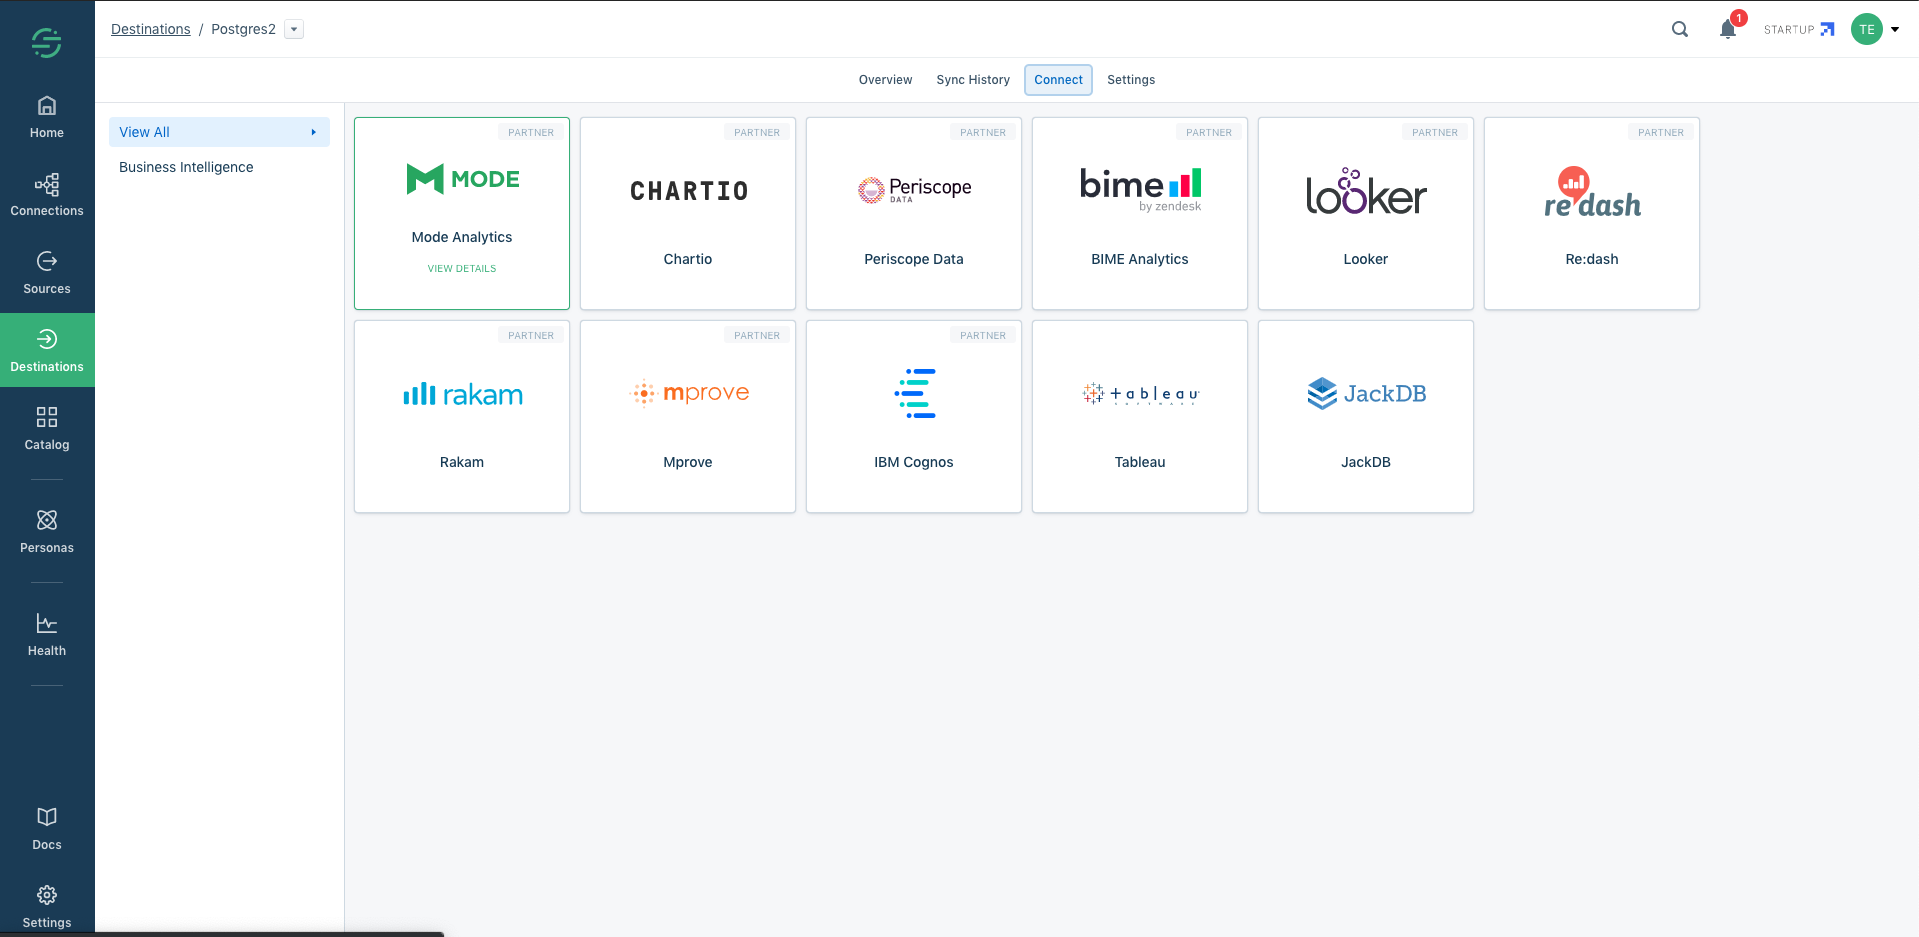 Destinations / Postgres2
1
STARTUP
TE
Overview
Sync History
Connect
Settings
Home
Connections
Sources
Destinations
Catalog
Personas
Health
Docs
Settings
View All
Business Intelligence
PARTNER
MODE
Mode Analytics
VIEW DETAILS
PARTNER
CHARTIO
Chartio
PARTNER
Periscope
DATA
Periscope Data
PARTNER
bime
by zendesk
BIME Analytics
PARTNER
looker
Looker
PARTNER
re dash
Re:dash
PARTNER
rakam
Rakam
PARTNER
mprove
Mprove
PARTNER
IBM Cognos
tableau
Tableau
JackDB
JackDB